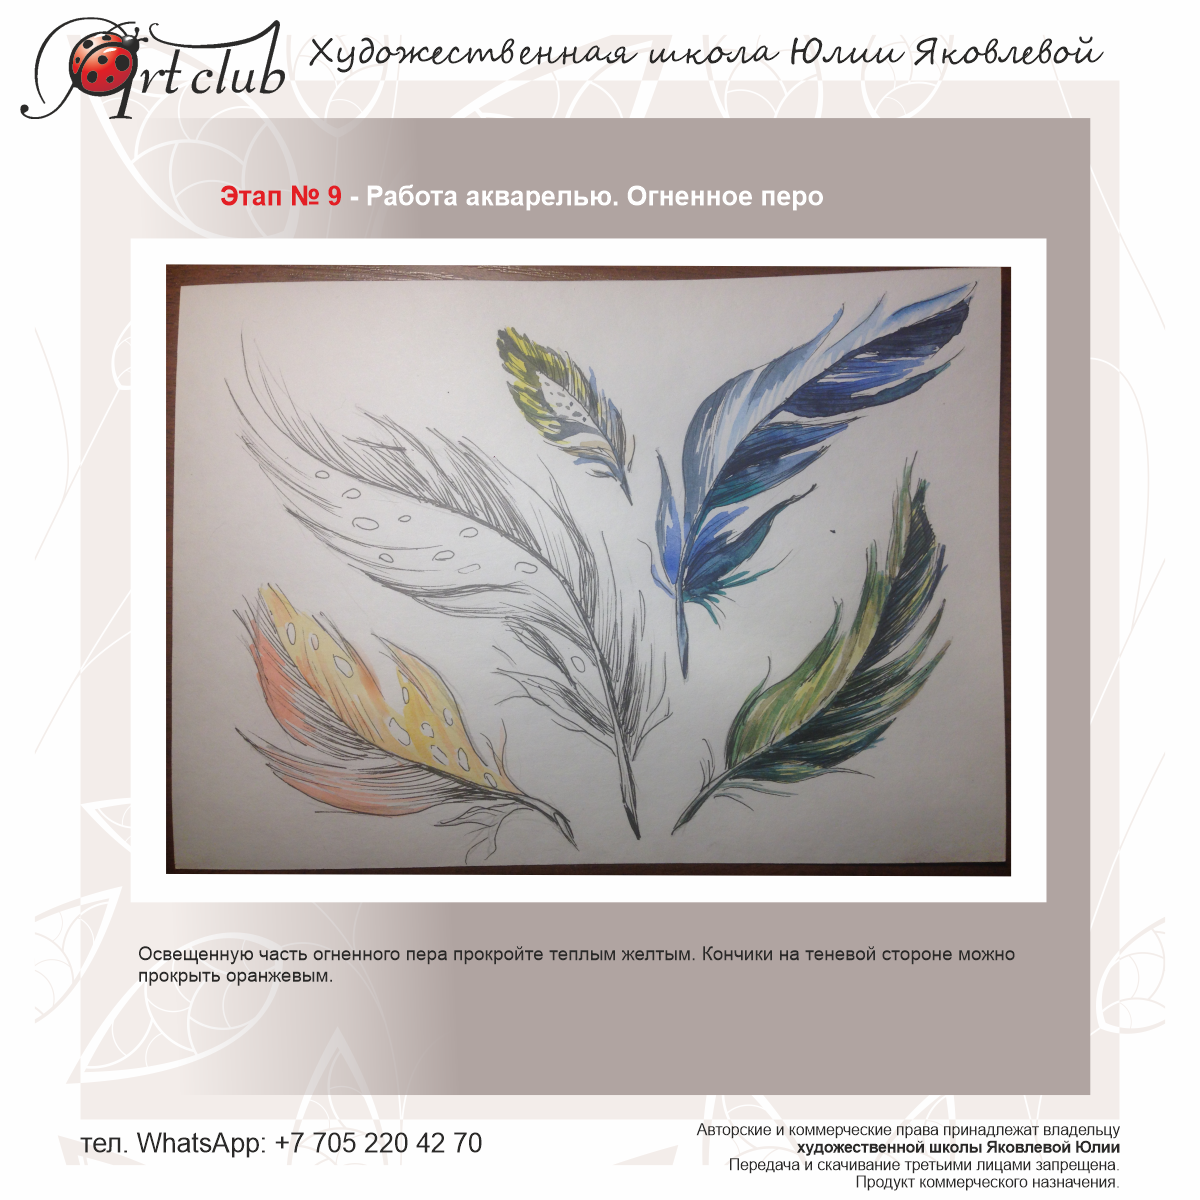 Art club
Художественная школа Юлии Яковлевой
Этап № 9 - Работа акварелью. Огненное перо
Освещенную часть огненного пера прокройте теплым желтым. Кончики на теневой стороне можно
прокрыть оранжевым.
тел. WhatsApp: +7 705 220 42 70
Авторские и коммерческие права принадлежат владельцу
художественной школы Яковлевой Юлии
Передача и скачивание третьими лицами запрещена.
Продукт коммерческого назначения.